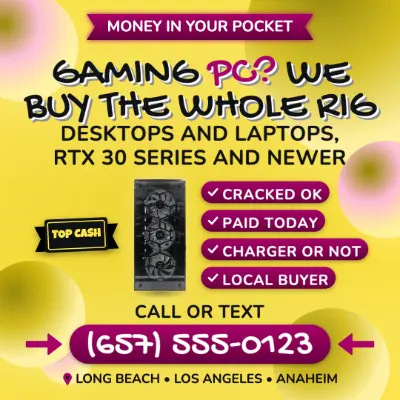 MONEY IN YOUR POCKET
GAMING PC? WE
BUY THE WHOLE RIG
DESKTOPS AND LAPTOPS,
RTX 30 SERIES AND NEWER
TOP CASH
CRACKED OK
PAID TODAY
CHARGER OR NOT
LOCAL BUYER
CALL OR TEXT
(657) 555-0123
LONG BEACH • LOS ANGELES • ANAHEIM